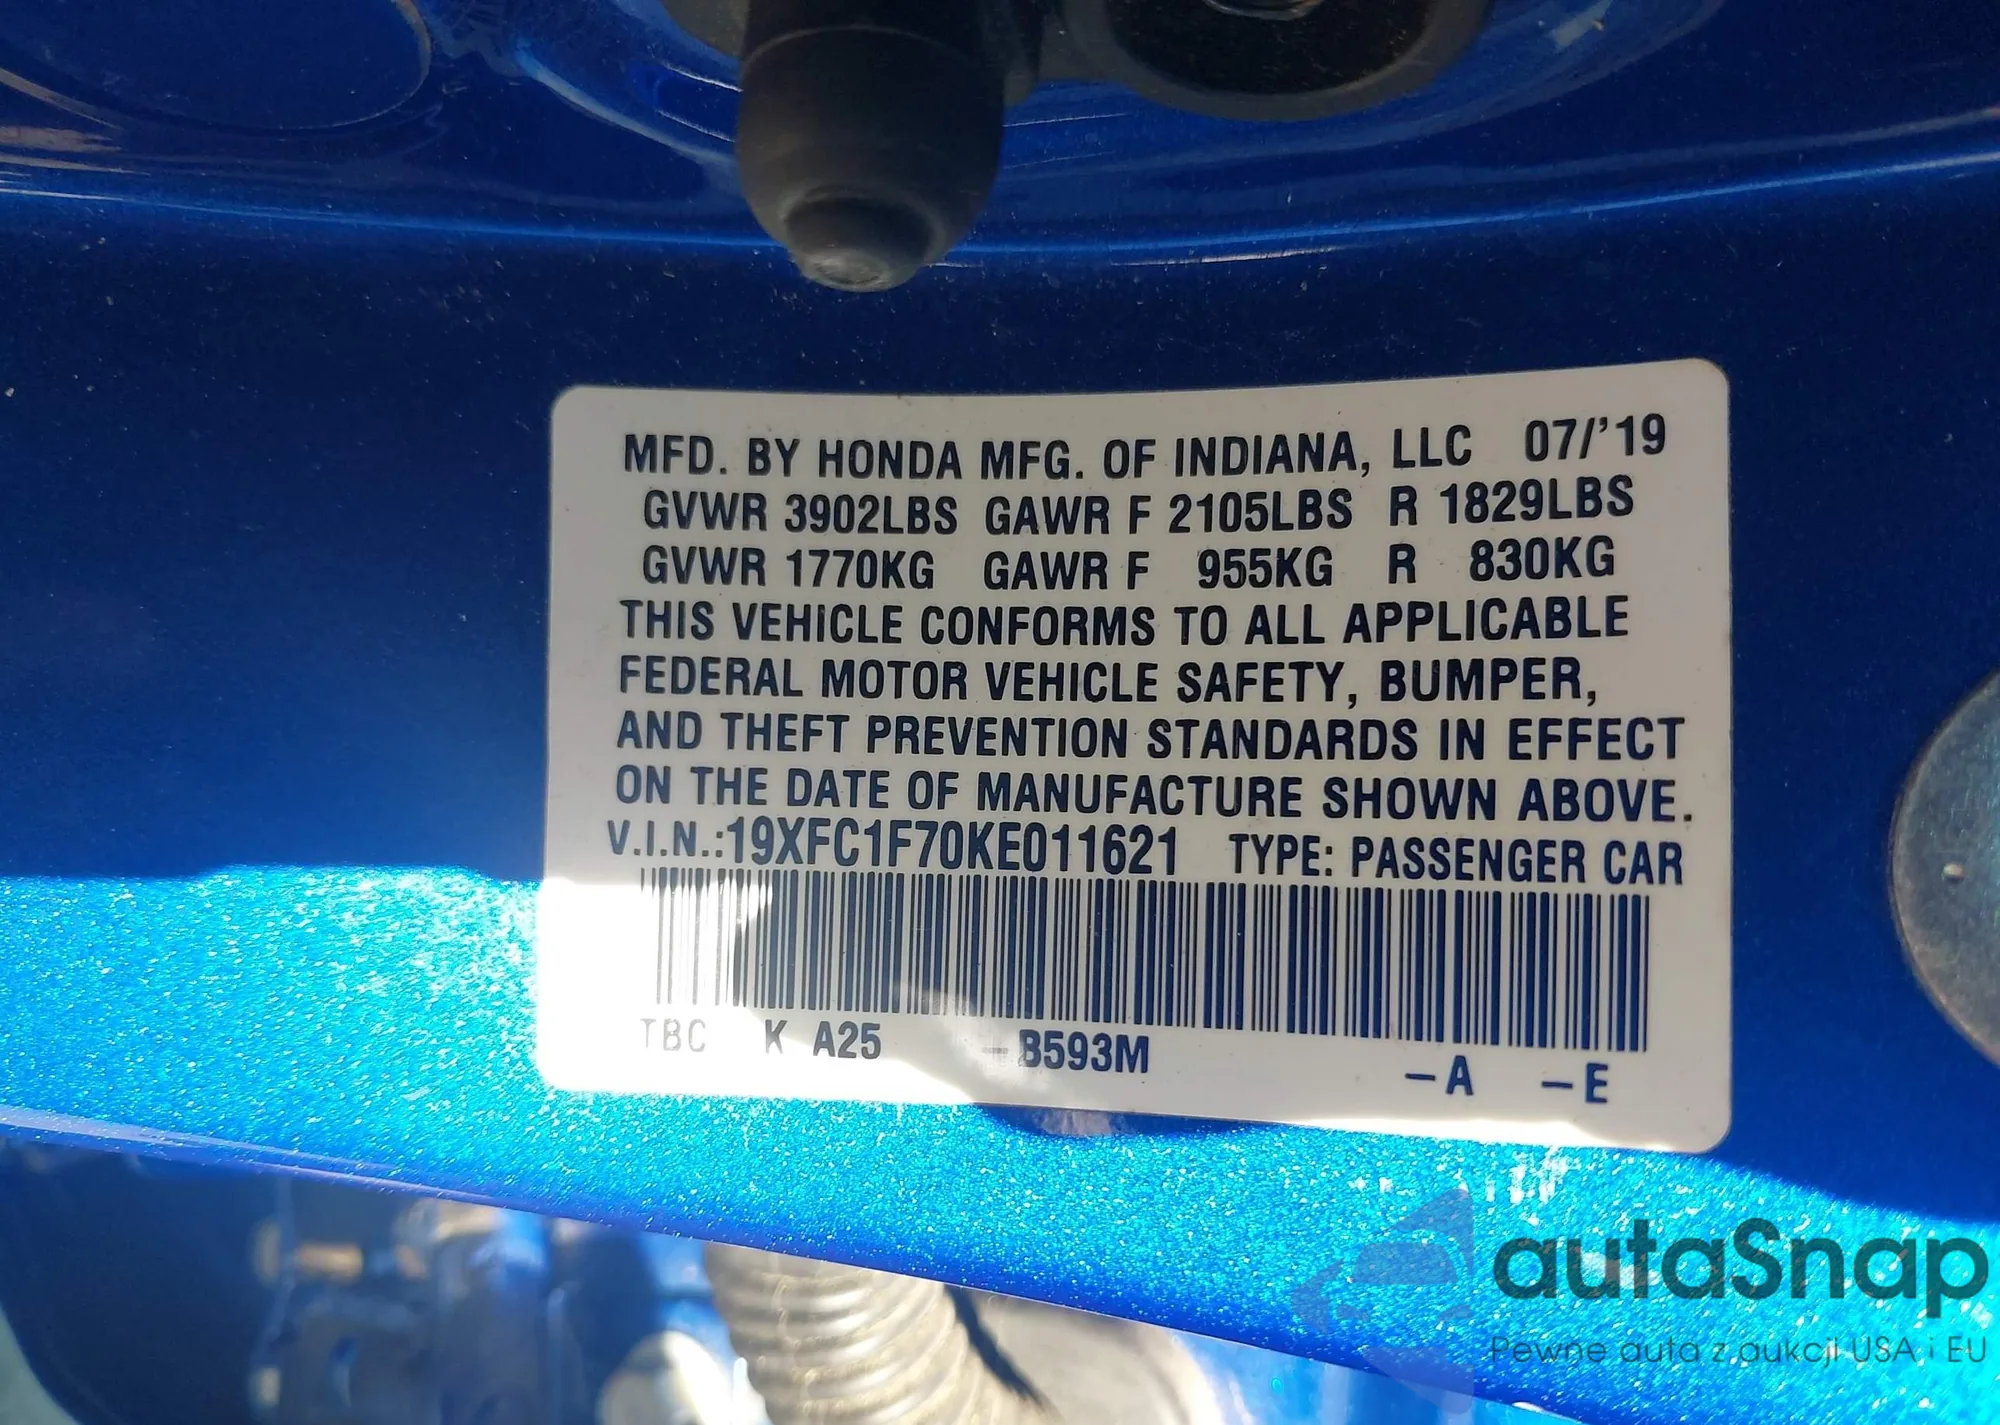 MFD. BY HONDA MFG. OF INDIANA, LLC 07/'19
GVWR 3902LBS GAWR F 2105LBS R 1829LBS
GVWR 1770KG GAWR F 955KG R 830KG
THIS VEHICLE CONFORMS TO ALL APPLICABLE
FEDERAL MOTOR VEHICLE SAFETY, BUMPER,
AND THEFT PREVENTION STANDARDS IN EFFECT
ON THE DATE OF MANUFACTURE SHOWN ABOVE.
V.I.N.:19XFC1F70KE011621 TYPE: PASSENGER CAR
TBC K A25 –B593M –A –E
autaSnap
Pewne auta z aukcji USA i EU